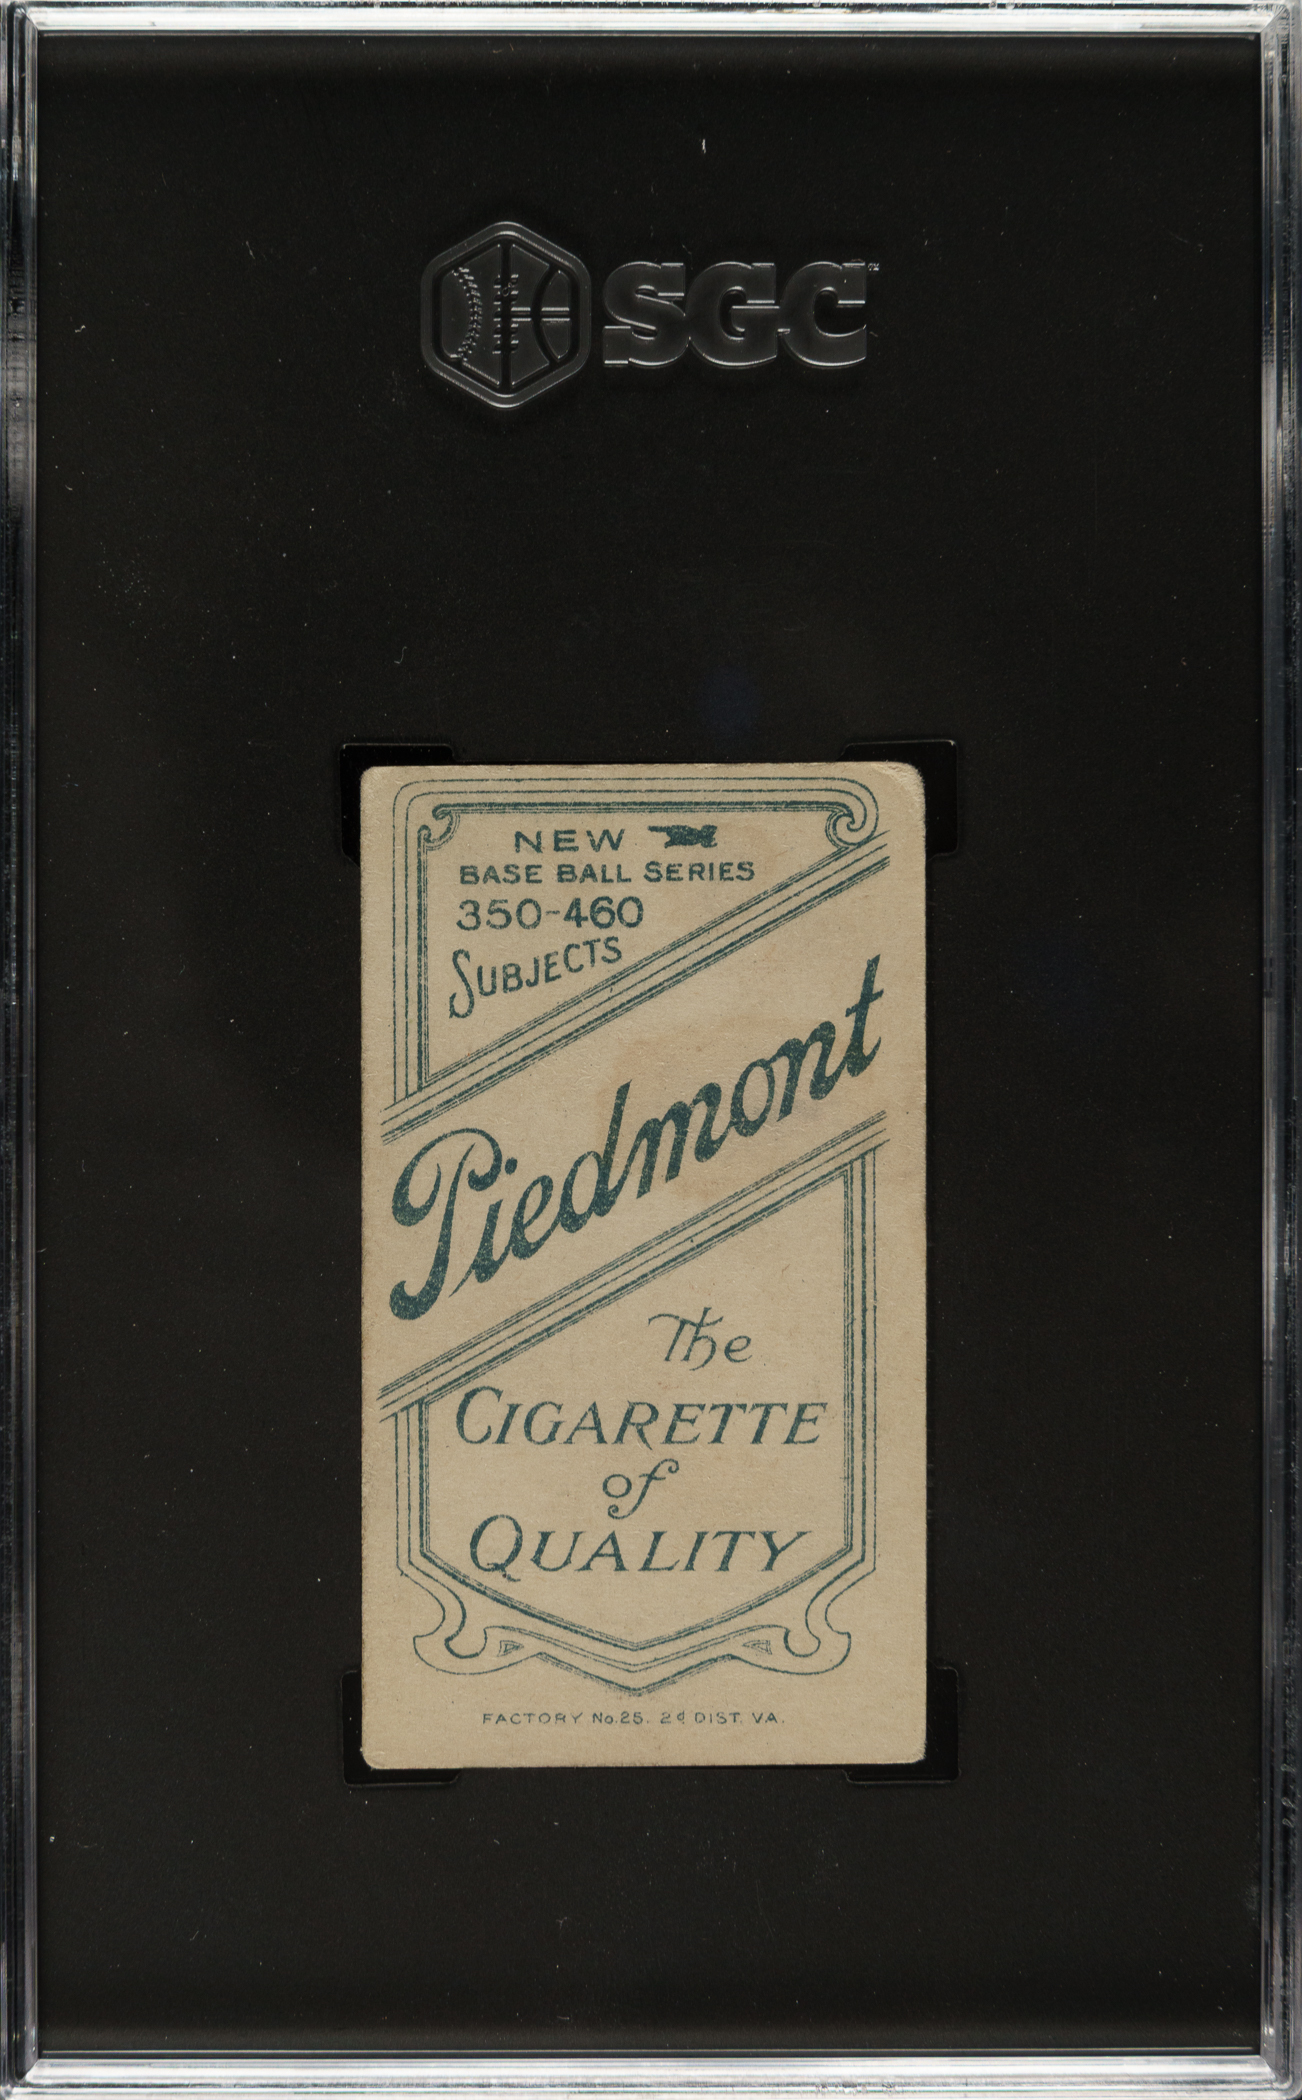 SGC
NEW
BASE BALL SERIES
350-460
SUBJECTS
Piedmont
The
CIGARETTE
of
QUALITY
FACTORY No.25. 2d DIST. VA.